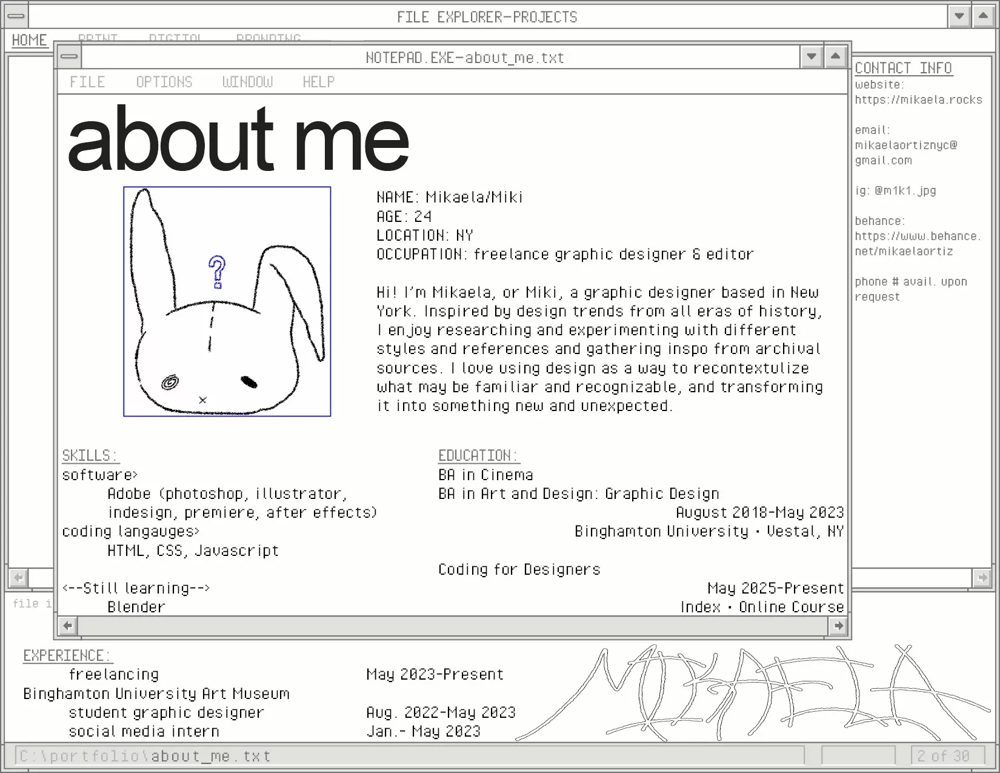 FILE EXPLORER-PROJECTS
HOME PRINT DIGITAL BRANDING
NOTEPAD.EXE-about_me.txt
FILE OPTIONS WINDOW HELP
about me
?
NAME: Mikaela/Miki
AGE: 24
LOCATION: NY
OCCUPATION: freelance graphic designer & editor
Hi! I'm Mikaela, or Miki, a graphic designer based in New
York. Inspired by design trends from all eras of history,
I enjoy researching and experimenting with different
styles and references and gathering inspo from archival
sources. I love using design as a way to recontextulize
what may be familiar and recognizable, and transforming
it into something new and unexpected.
SKILLS:
software>
Adobe (photoshop, illustrator,
indesign, premiere, after effects)
coding langauges>
HTML, CSS, Javascript
<--Still learning-->
Blender
EDUCATION:
BA in Cinema
BA in Art and Design: Graphic Design
August 2018-May 2023
Binghamton University • Vestal, NY
Coding for Designers
May 2025-Present
Index • Online Course
CONTACT INFO
website:
https://mikaela.rocks
email:
mikaelaortiznyc@
gmail.com
ig: @m1k1.jpg
behance:
https://www.behance.
net/mikaelaortiz
phone # avail. upon
request
file i
EXPERIENCE:
freelancing May 2023-Present
Binghamton University Art Museum
student graphic designer Aug. 2022-May 2023
social media intern Jan.- May 2023
MIKAELA
C:\portfolio\about_me.txt
2 of 30